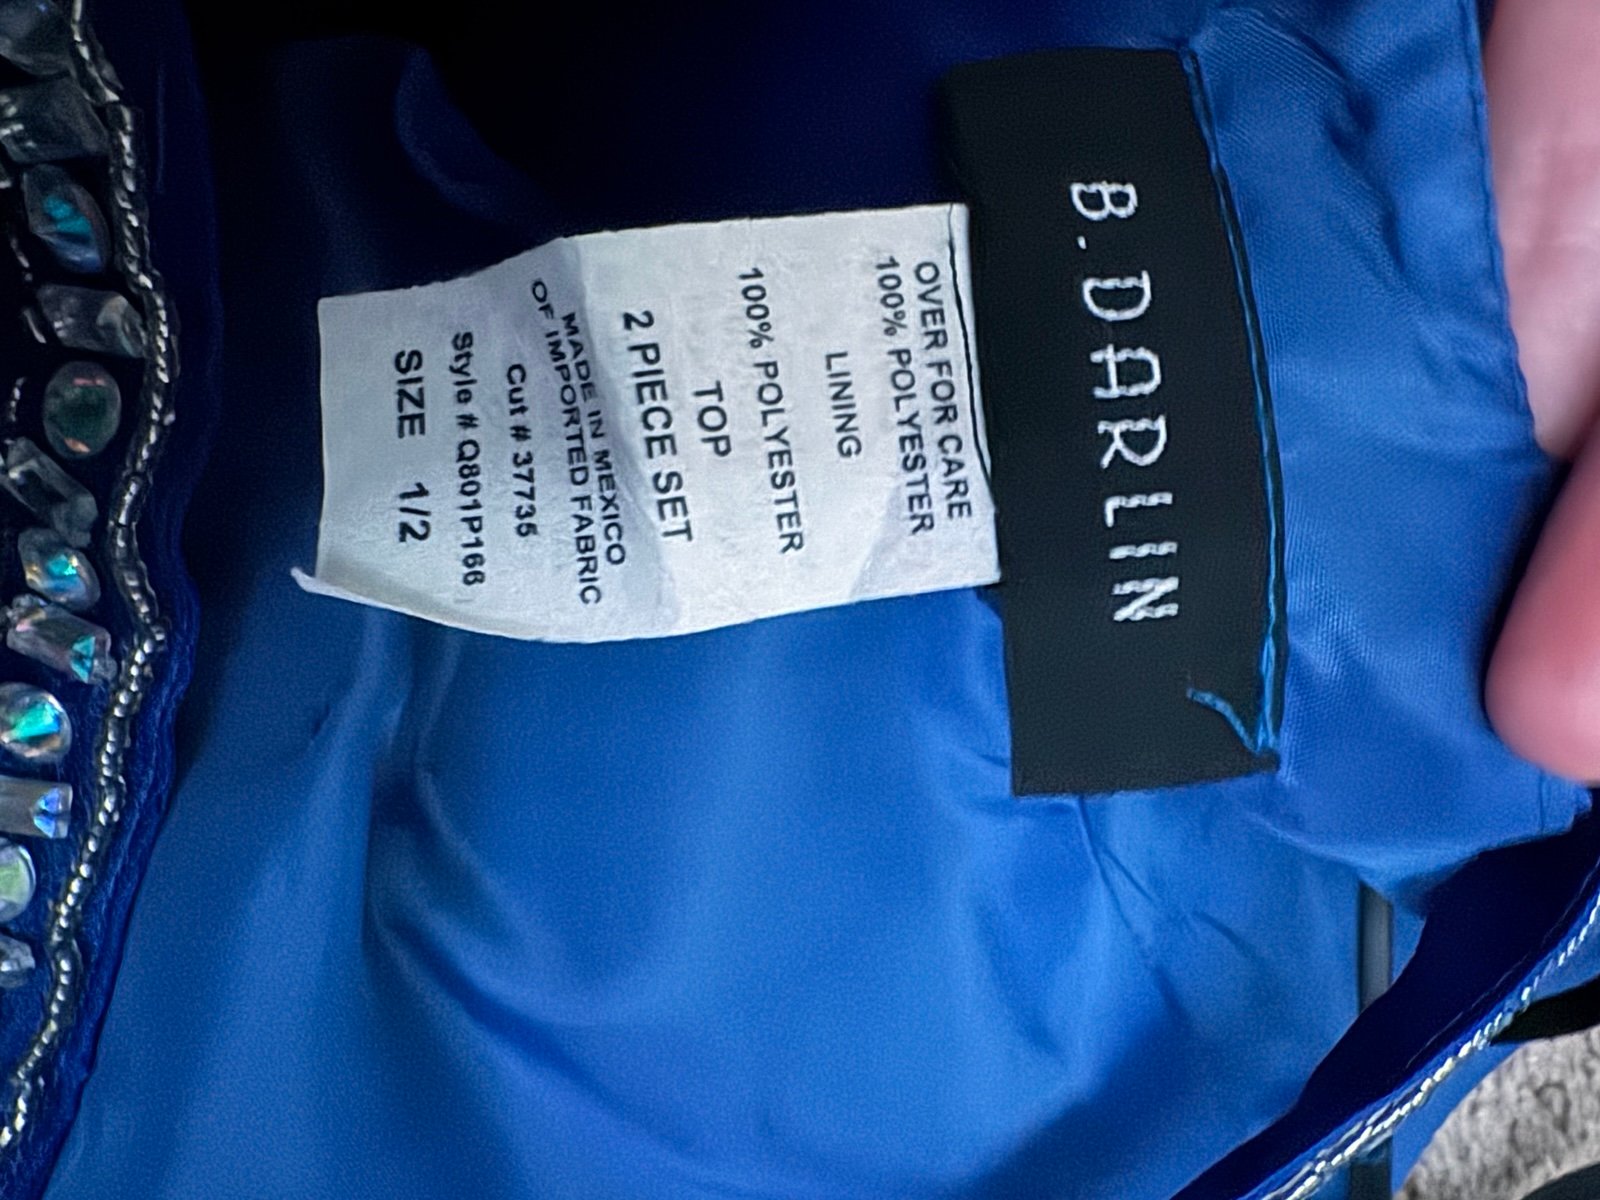 B.DARLIN
OVER FOR CARE
100% POLYESTER
LINING
100% POLYESTER
TOP
2 PIECE SET
MADE IN MEXICO
OF IMPORTED FABRIC
Cut # 37735
Style # Q801P166
SIZE 1/2